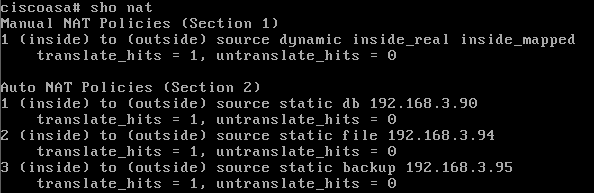 ciscoasa# sho nat
Manual NAT Policies (Section 1)
1 (inside) to (outside) source dynamic inside_real inside_mapped
    translate_hits = 1, untranslate_hits = 0
Auto NAT Policies (Section 2)
1 (inside) to (outside) source static db 192.168.3.90
    translate_hits = 1, untranslate_hits = 0
2 (inside) to (outside) source static file 192.168.3.94
    translate_hits = 1, untranslate_hits = 0
3 (inside) to (outside) source static backup 192.168.3.95
    translate_hits = 1, untranslate_hits = 0